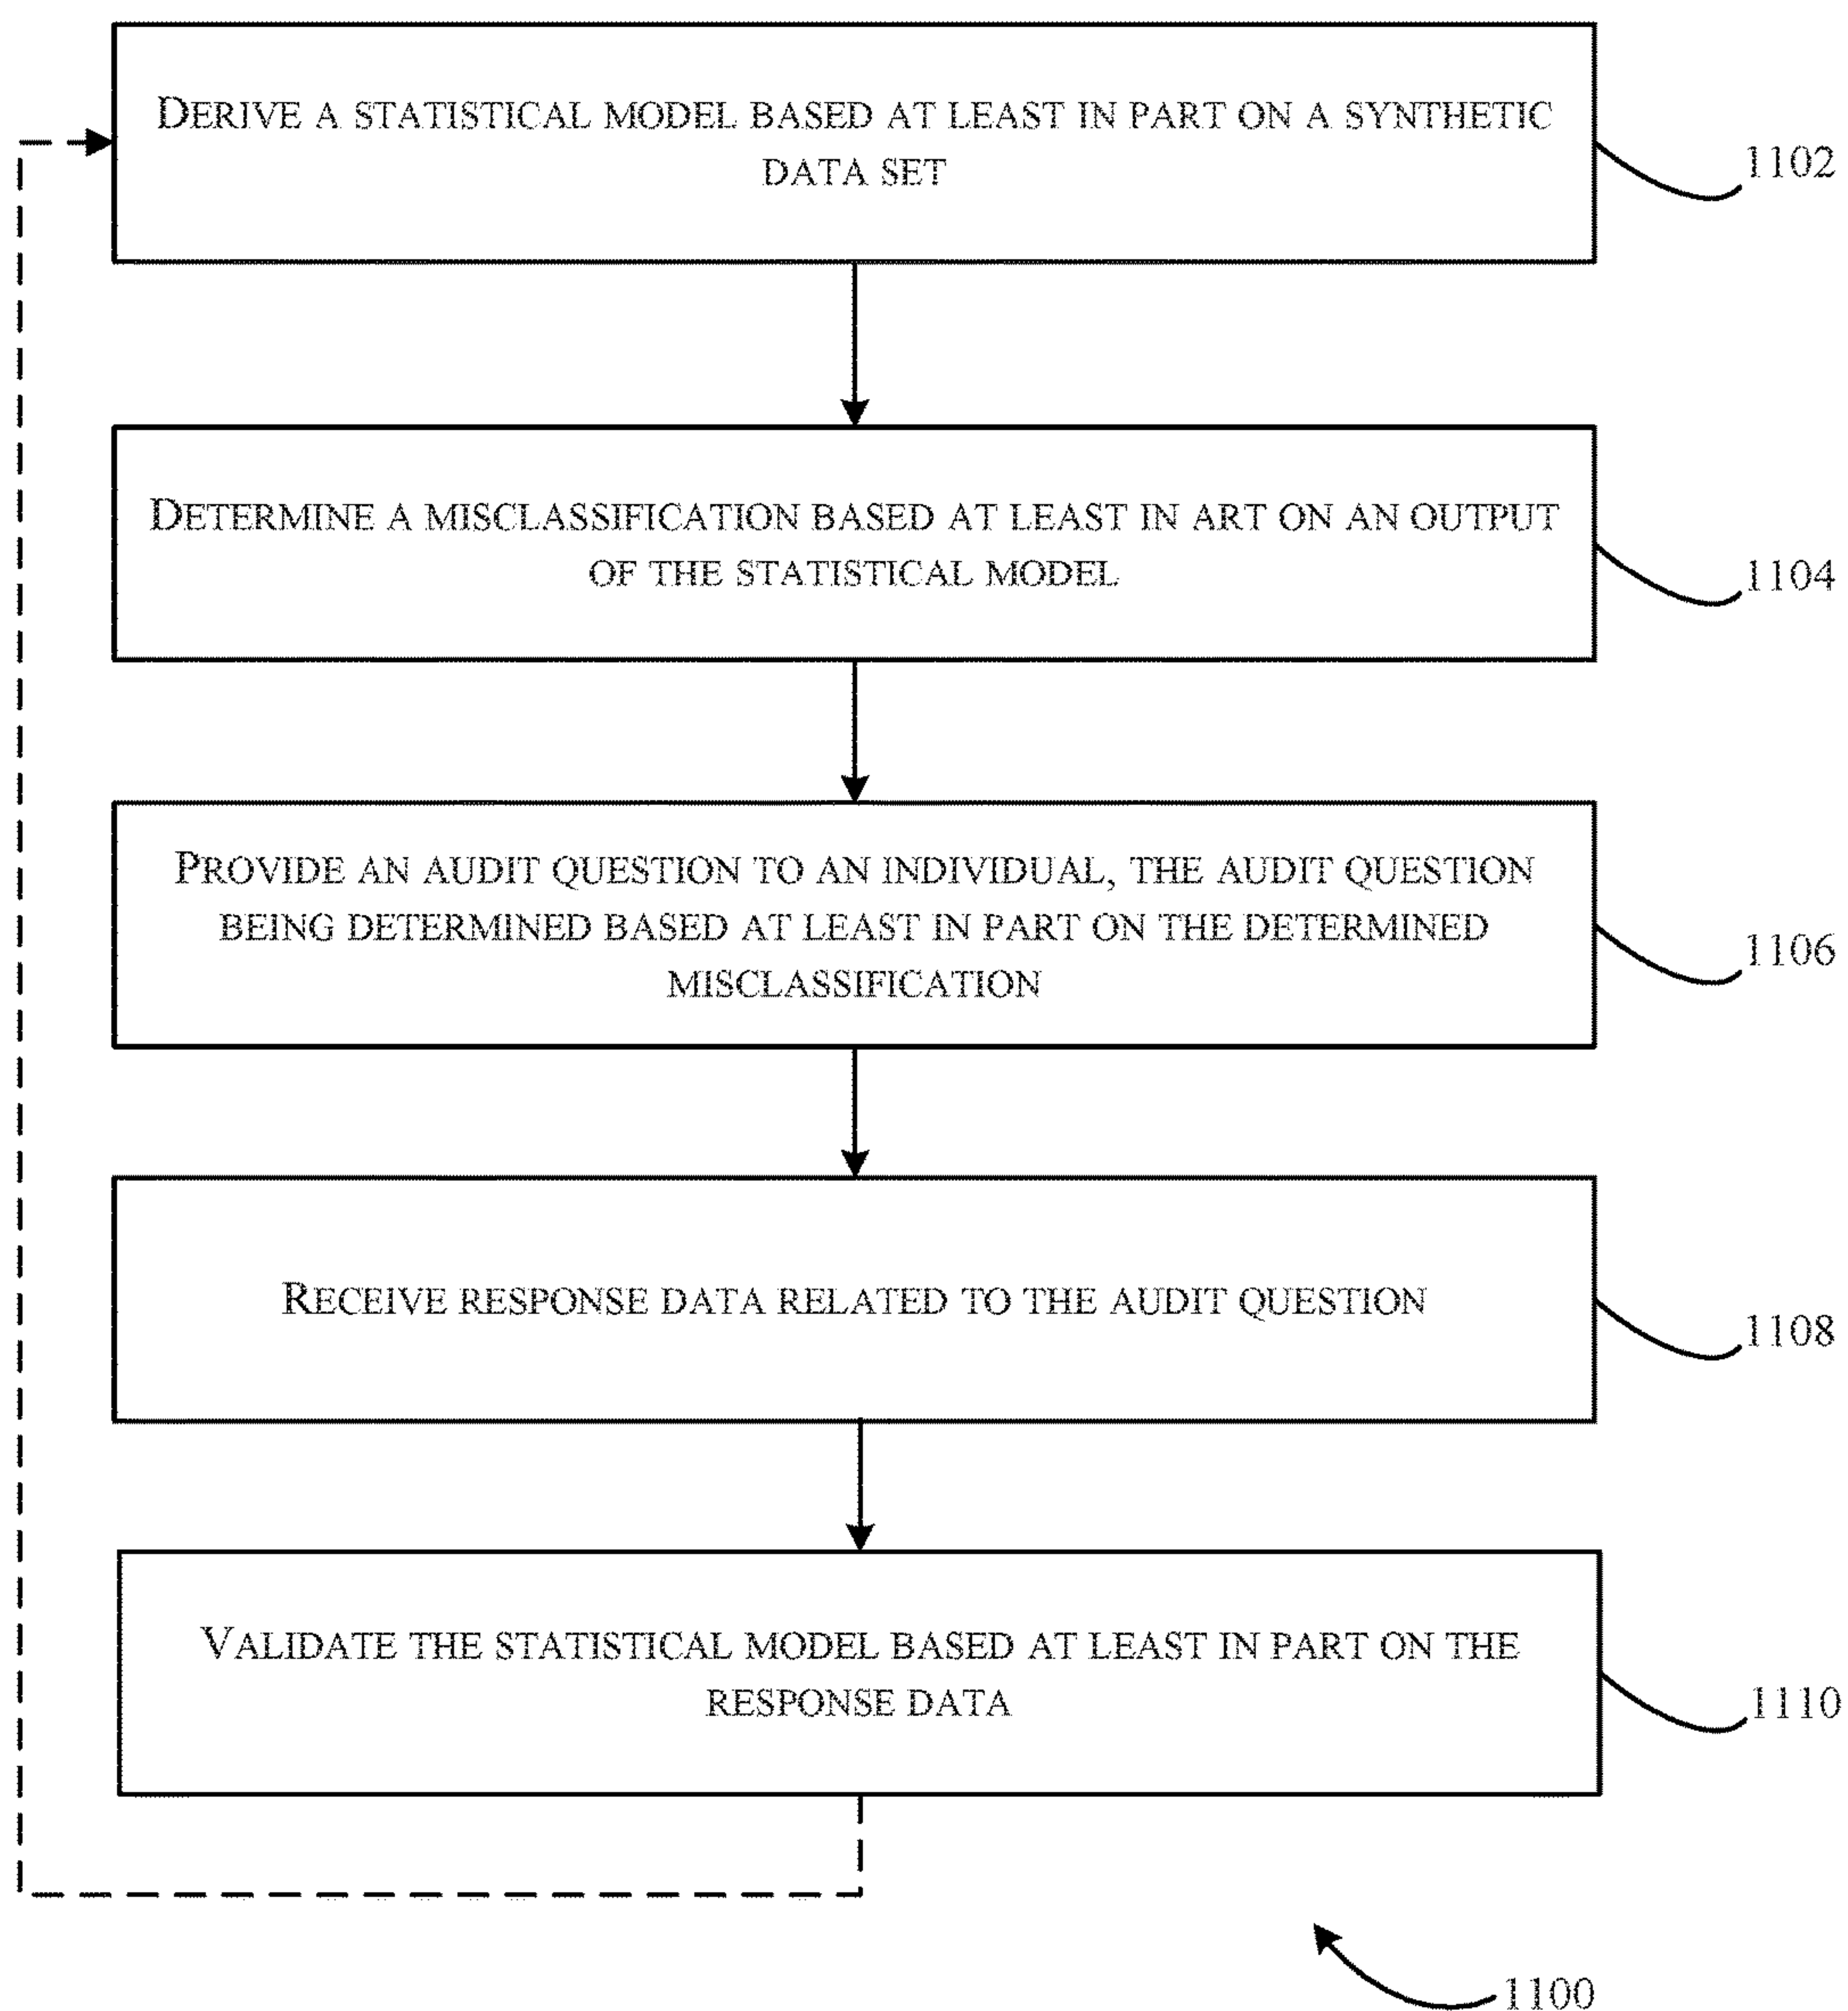 DERIVE A STATISTICAL MODEL BASED AT LEAST IN PART ON A SYNTHETIC
DATA SET
1102
DETERMINE A MISCLASSIFICATION BASED AT LEAST IN ART ON AN OUTPUT
OF THE STATISTICAL MODEL
1104
PROVIDE AN AUDIT QUESTION TO AN INDIVIDUAL, THE AUDIT QUESTION
BEING DETERMINED BASED AT LEAST IN PART ON THE DETERMINED
MISCLASSIFICATION
1106
RECEIVE RESPONSE DATA RELATED TO THE AUDIT QUESTION
1108
VALIDATE THE STATISTICAL MODEL BASED AT LEAST IN PART ON THE
RESPONSE DATA
1110
1100